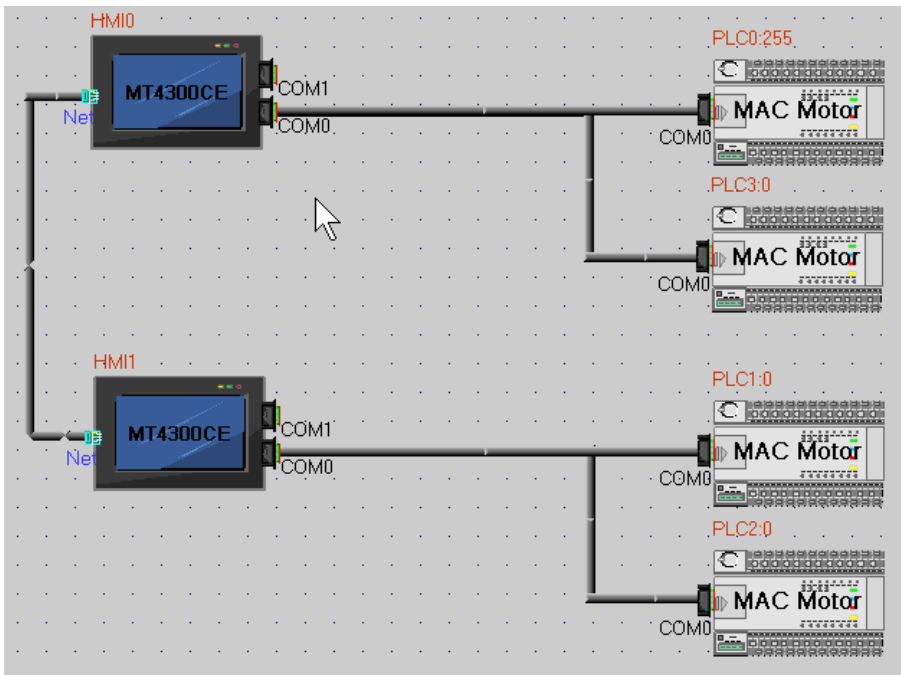 HMI0
MT4300CE
COM1
COM0
Net
PLC0:255
MAC Motor
COM0
PLC3:0
MAC Motor
COM0
HMI1
MT4300CE
COM1
COM0
Net
PLC1:0
MAC Motor
COM0
PLC2:0
MAC Motor
COM0